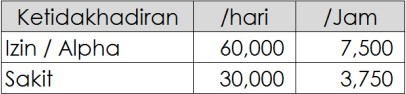 Ketidakhadiran /hari /Jam
Izin / Alpha 60,000 7,500
Sakit 30,000 3,750